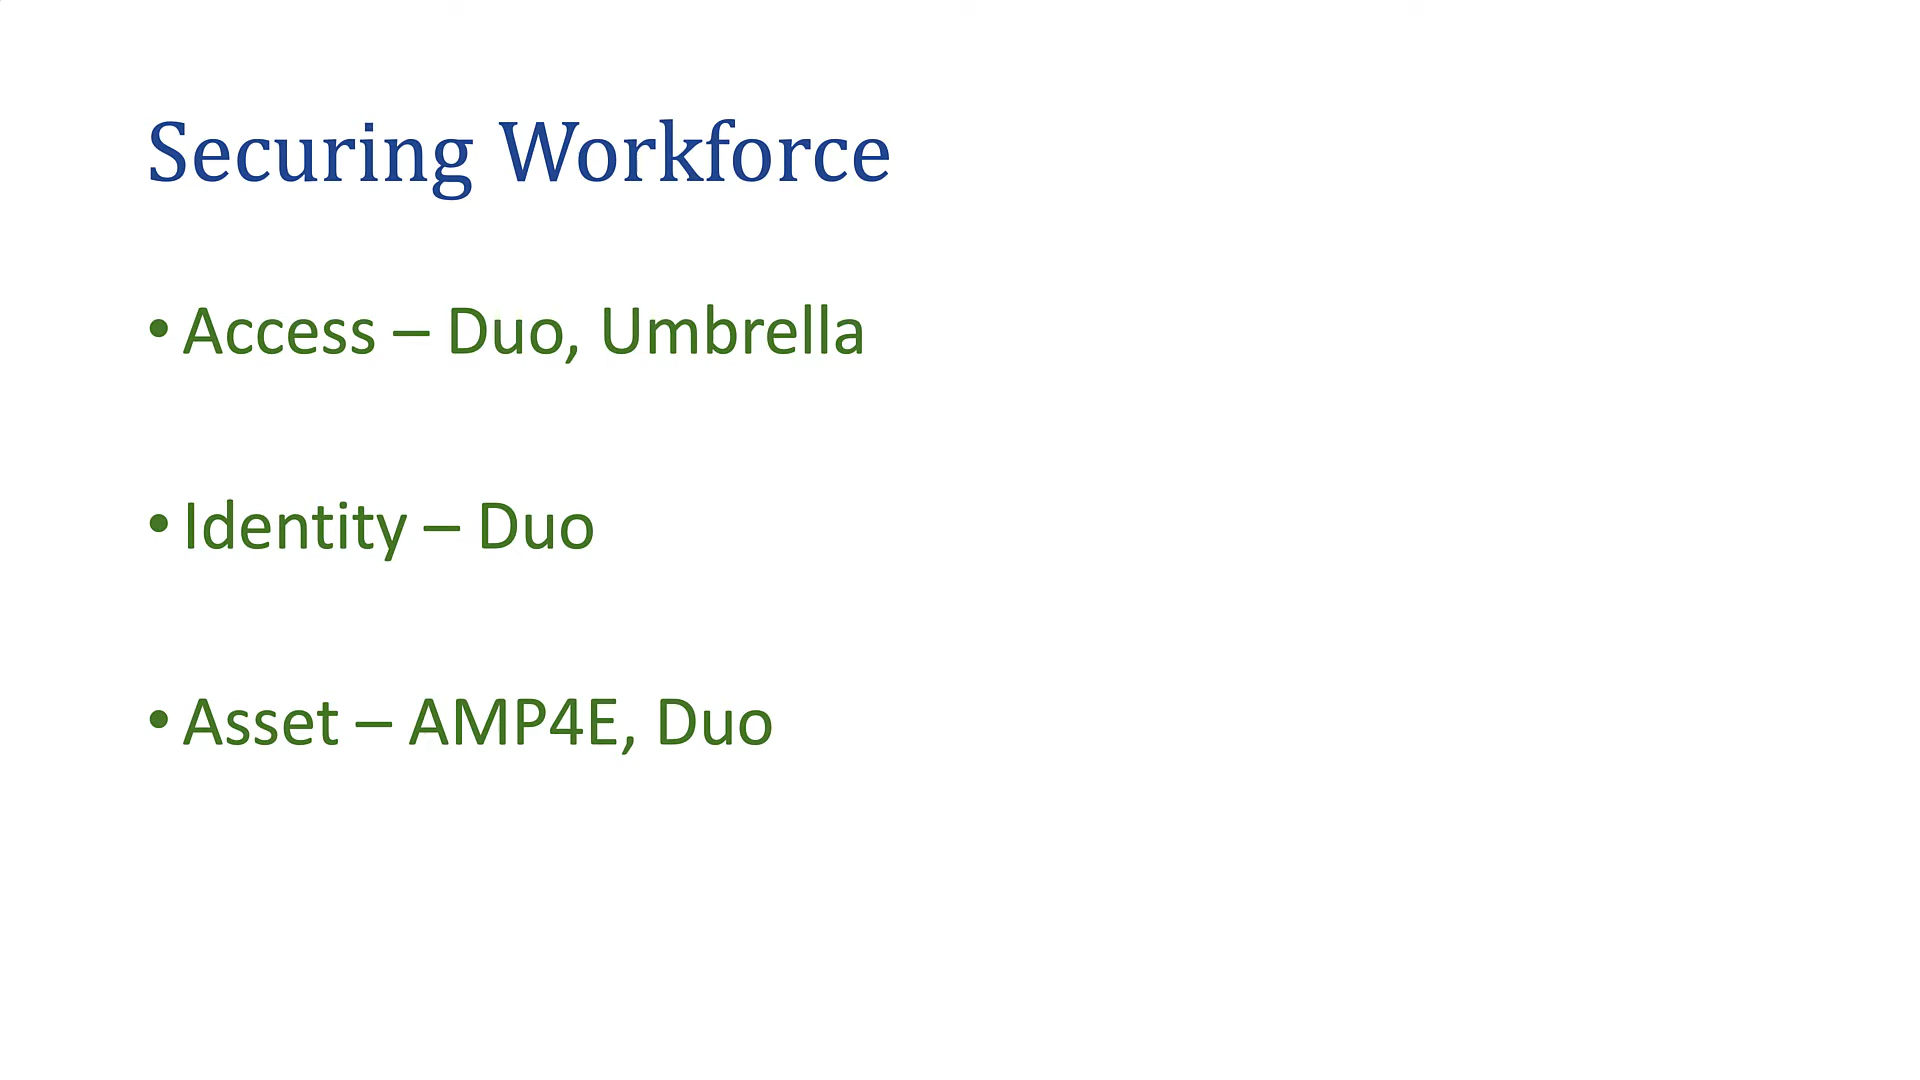 Securing Workforce
• Access – Duo, Umbrella
• Identity – Duo
• Asset – AMP4E, Duo